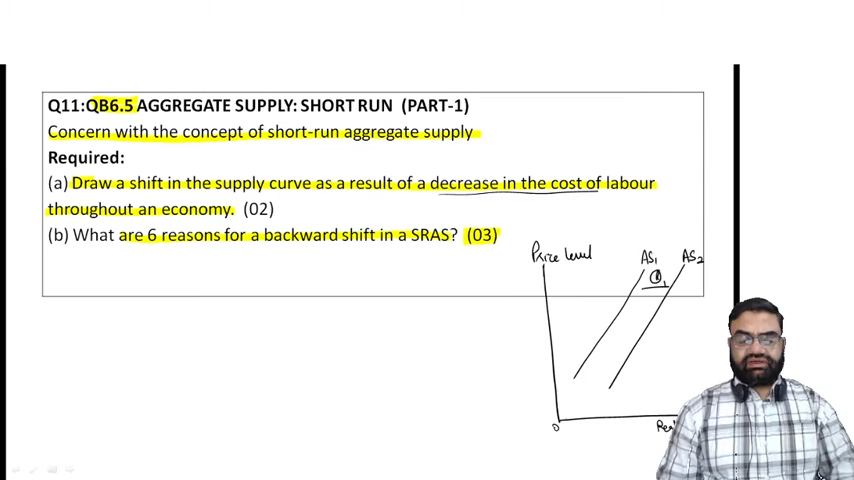 Q11:QB6.5 AGGREGATE SUPPLY: SHORT RUN (PART-1)
Concern with the concept of short-run aggregate supply
Required:
(a) Draw a shift in the supply curve as a result of a decrease in the cost of labour
throughout an economy. (02)
(b) What are 6 reasons for a backward shift in a SRAS? (03)
Price level
AS1
AS2
0